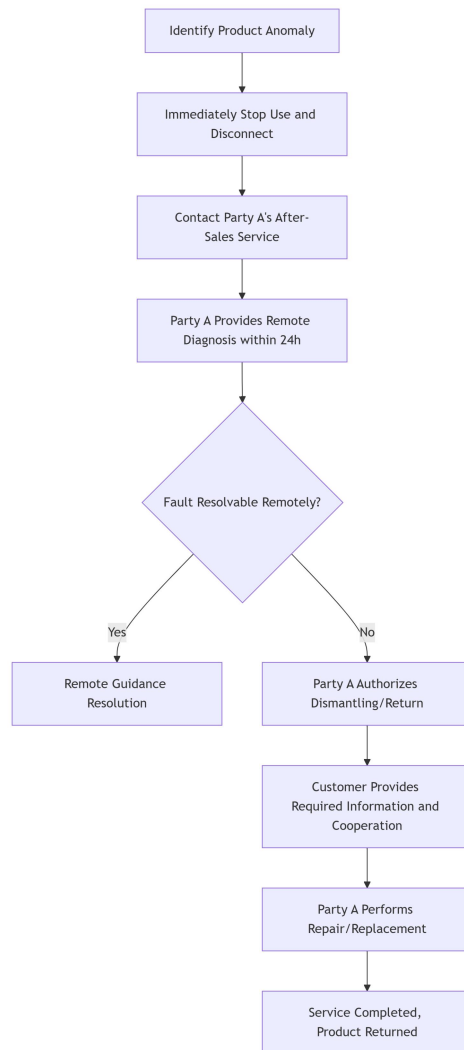 Identify Product Anomaly
Immediately Stop Use and
Disconnect
Contact Party A's After-
Sales Service
Party A Provides Remote
Diagnosis within 24h
Fault Resolvable Remotely?
Yes
No
Remote Guidance
Resolution
Party A Authorizes
Dismantling/Return
Customer Provides
Required Information and
Cooperation
Party A Performs
Repair/Replacement
Service Completed,
Product Returned